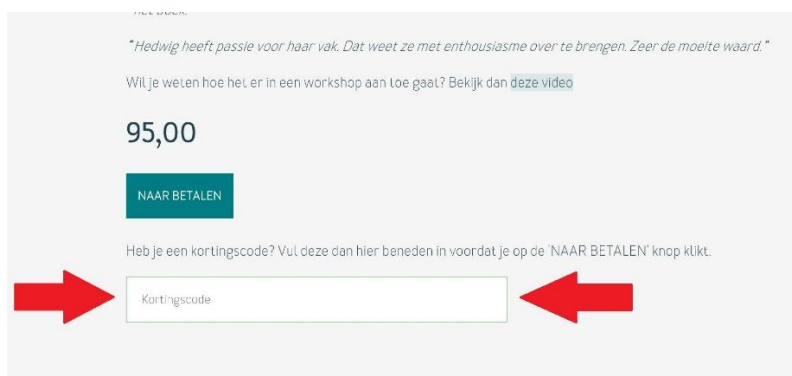 "Hedwig heeft passie voor haar vak. Dat weet ze met enthousiasme over te brengen. Zeer de moeite waard."
Wil je weten hoe het er in een workshop aan toe gaat? Bekijk dan deze video
95,00
NAAR BETALEN
Heb je een kortingscode? Vul deze dan hier beneden in voordat je op de 'NAAR BETALEN' knop klikt.
Kortingscode